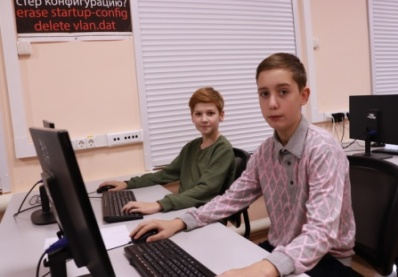 стер конфигурацию?
erase startup-config
delete vlan.dat